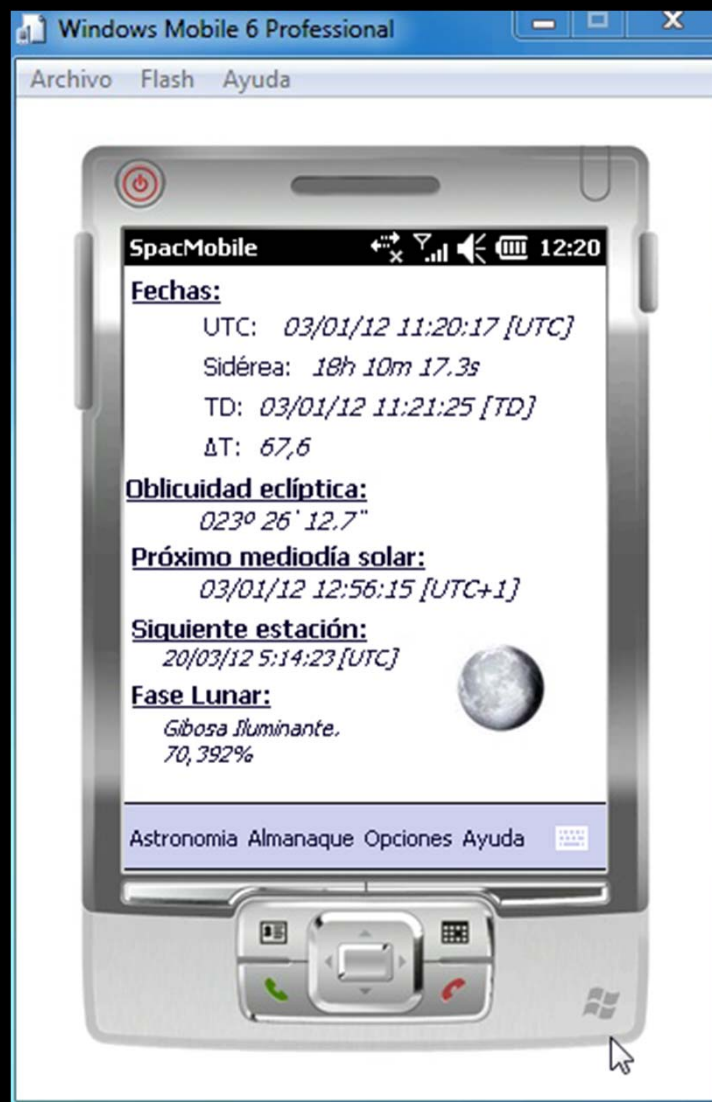 Windows Mobile 6 Professional
Archivo Flash Ayuda
SpacMobile 12:20
Fechas:
UTC: 03/01/12 11:20:17 [UTC]
Sidérea: 18h 10m 17.3s
TD: 03/01/12 11:21:25 [TD]
ΔT: 67,6
Oblicuidad eclíptica:
023º 26' 12.7"
Próximo mediodía solar:
03/01/12 12:56:15 [UTC+1]
Siguiente estación:
20/03/12 5:14:23 [UTC]
Fase Lunar:
Gibosa Iluminante.
70,392%
Astronomia Almanaque Opciones Ayuda